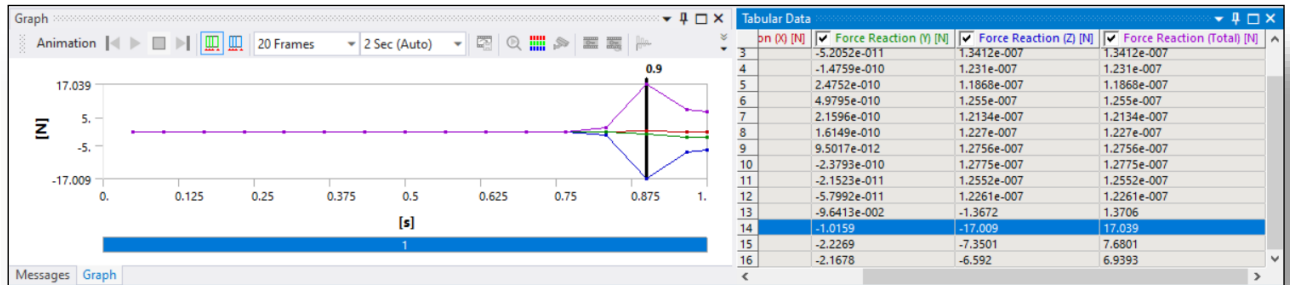 Graph
Animation 20 Frames 2 Sec (Auto)
0.9
17.039
5.
-5.
-17.009
[N]
0. 0.125 0.25 0.375 0.5 0.625 0.75 0.875 1.
[s]
1
Messages Graph
Tabular Data
on (X) [N] Force Reaction (Y) [N] Force Reaction (Z) [N] Force Reaction (Total) [N]
3 -5.2052e-011 1.3412e-007 1.3412e-007
4 -1.4759e-010 1.231e-007 1.231e-007
5 2.4752e-010 1.1868e-007 1.1868e-007
6 4.9795e-010 1.255e-007 1.255e-007
7 2.1596e-010 1.2134e-007 1.2134e-007
8 1.6149e-010 1.227e-007 1.227e-007
9 9.5017e-012 1.2756e-007 1.2756e-007
10 -2.3793e-010 1.2775e-007 1.2775e-007
11 -2.1523e-011 1.2552e-007 1.2552e-007
12 -5.7992e-011 1.2261e-007 1.2261e-007
13 -9.6413e-002 -1.3672 1.3706
14 -1.0159 -17.009 17.039
15 -2.2269 -7.3501 7.6801
16 -2.1678 -6.592 6.9393